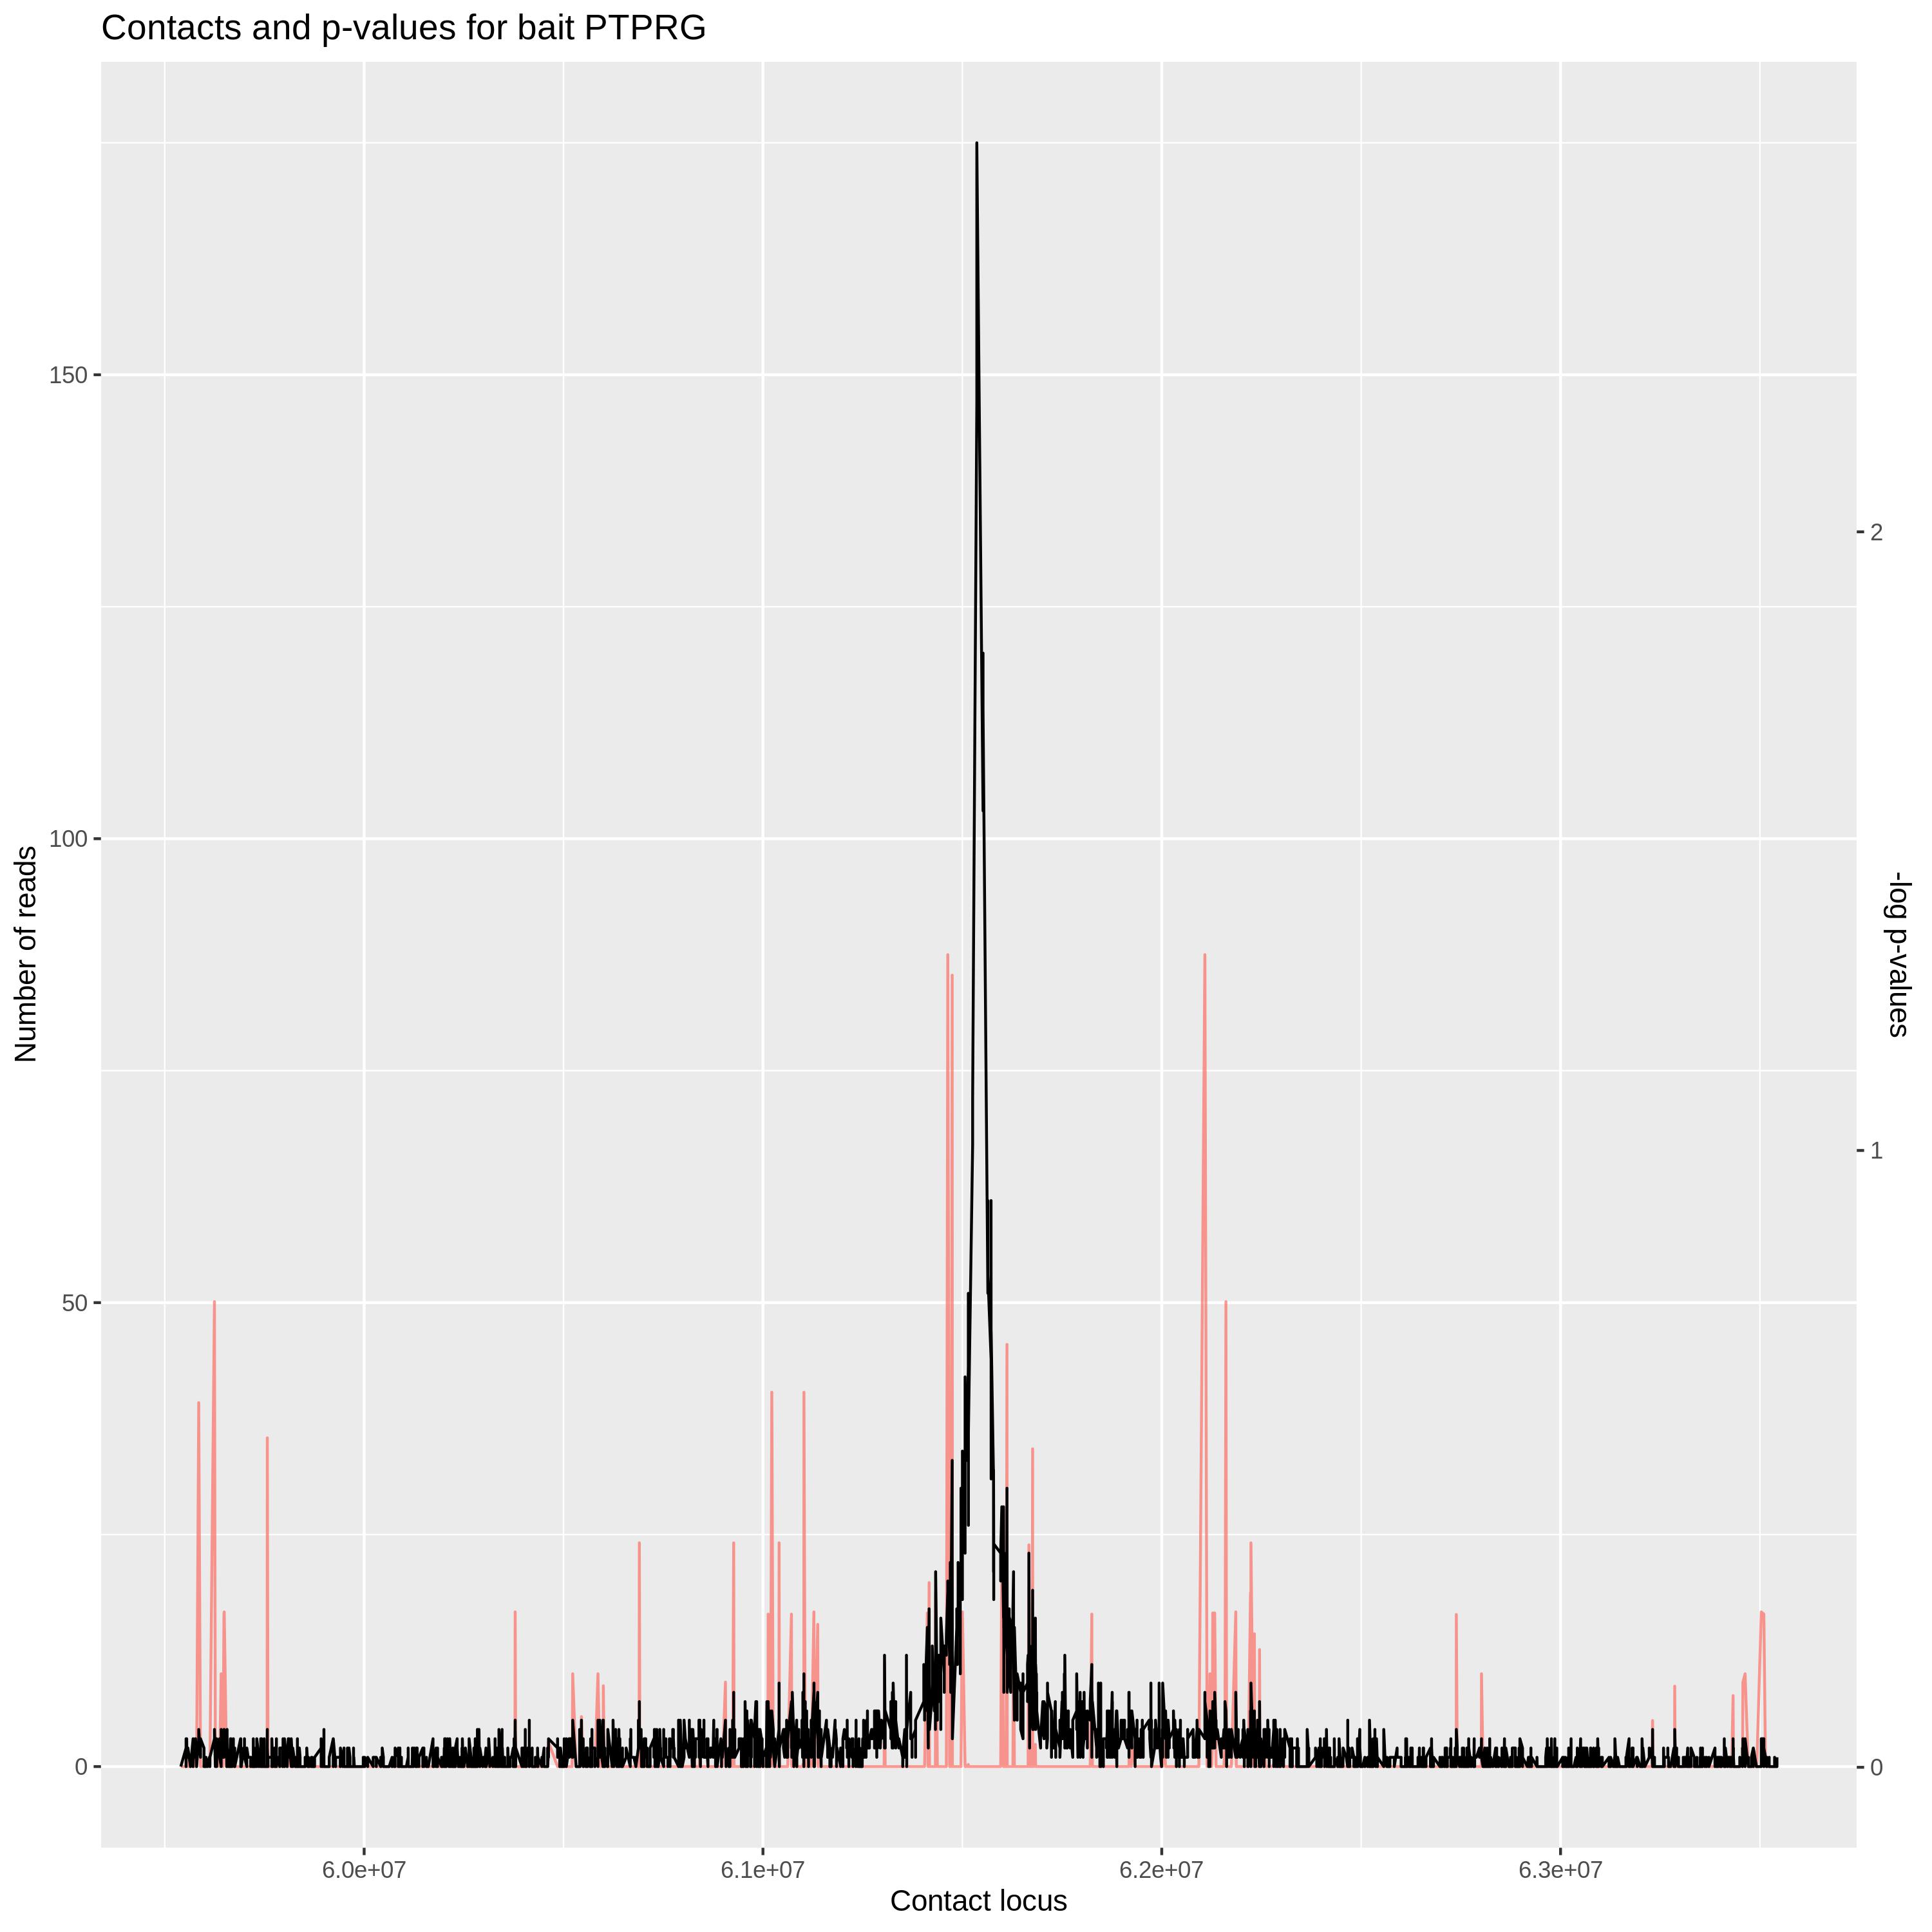 Contacts and p-values for bait PTPRG
150
100
50
0
Number of reads
2
1
0
-log p-values
6.0e+07
6.1e+07
6.2e+07
6.3e+07
Contact locus